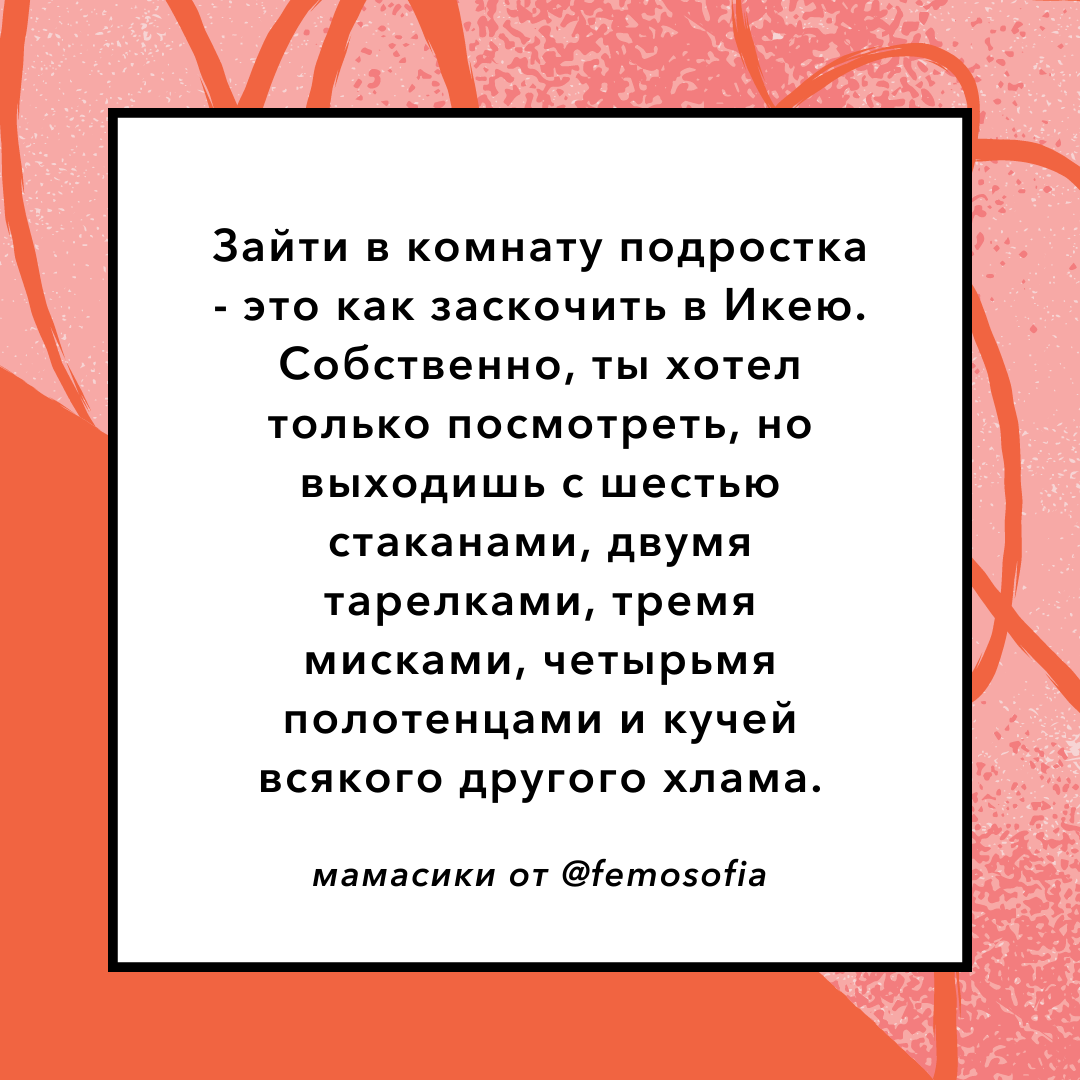 Зайти в комнату подростка
- это как заскочить в Икею.
Собственно, ты хотел
только посмотреть, но
выходишь с шестью
стаканами, двумя
тарелками, тремя
мисками, четырьмя
полотенцами и кучей
всякого другого хлама.
мамасики от @femosofia